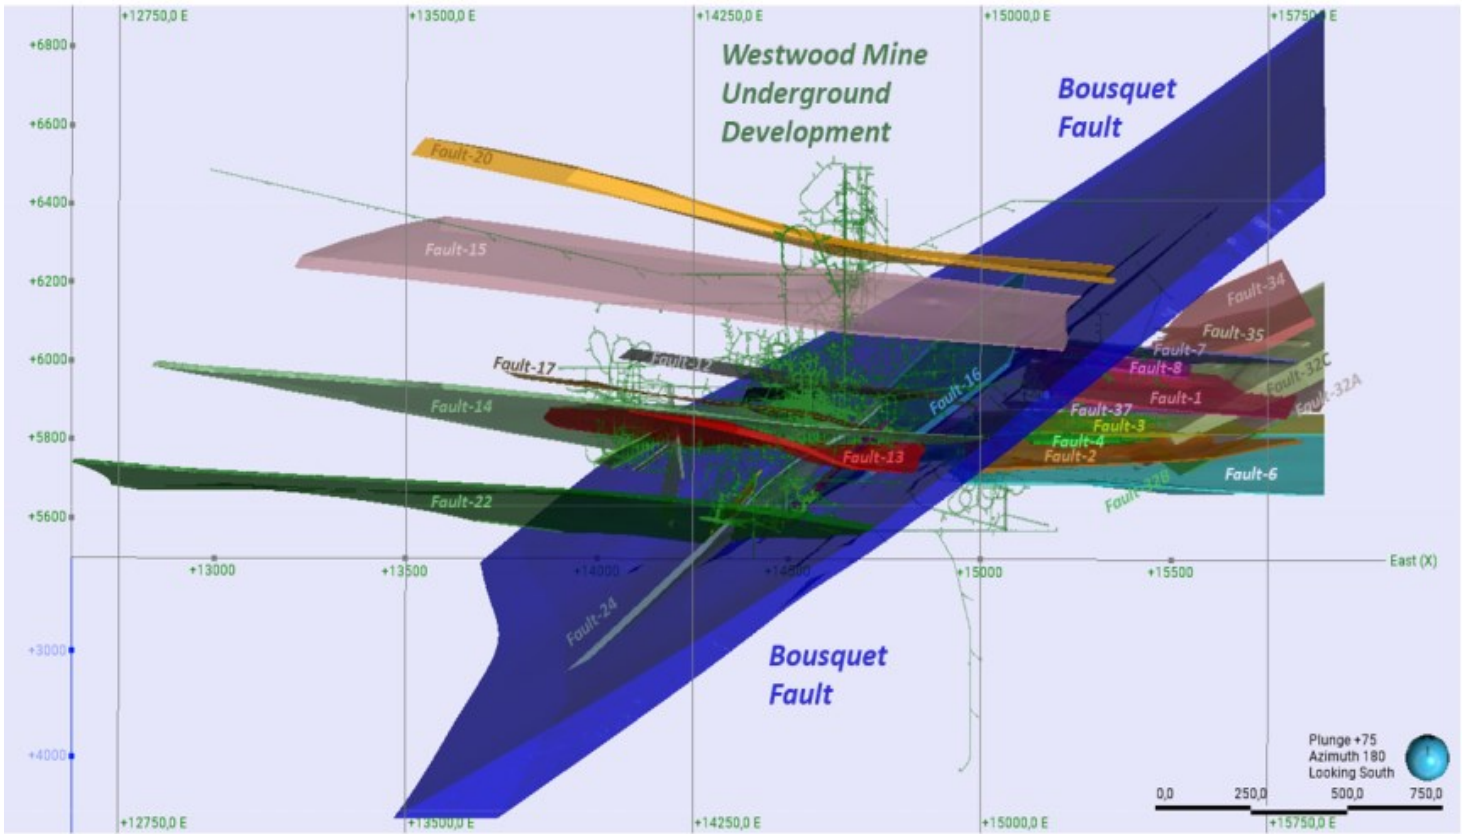 +12750,0 E
+13500,0 E
+14250,0 E
+15000,0 E
+15750,0 E
+6800
+6600
+6400
+6200
+6000
+5800
+5600
+3000
+4000
Westwood Mine
Underground
Development
Bousquet
Fault
Fault-20
Fault-15
Fault-34
Fault-35
Fault-7
Fault-12
Fault-17
Fault-8
Fault-32C
Fault-16
Fault-32A
Fault-1
Fault-14
Fault-37
Fault-3
Fault-4
Fault-13
Fault-2
Fault-6
Fault-32B
Fault-22
+13000
+13500
+14000
+14500
+15000
+15500
East (X)
Fault-24
Bousquet
Fault
Plunge +75
Azimuth 180
Looking South
0,0
250,0
500,0
750,0
+12750,0 E
+13500,0 E
+14250,0 E
+15000,0 E
+15750,0 E